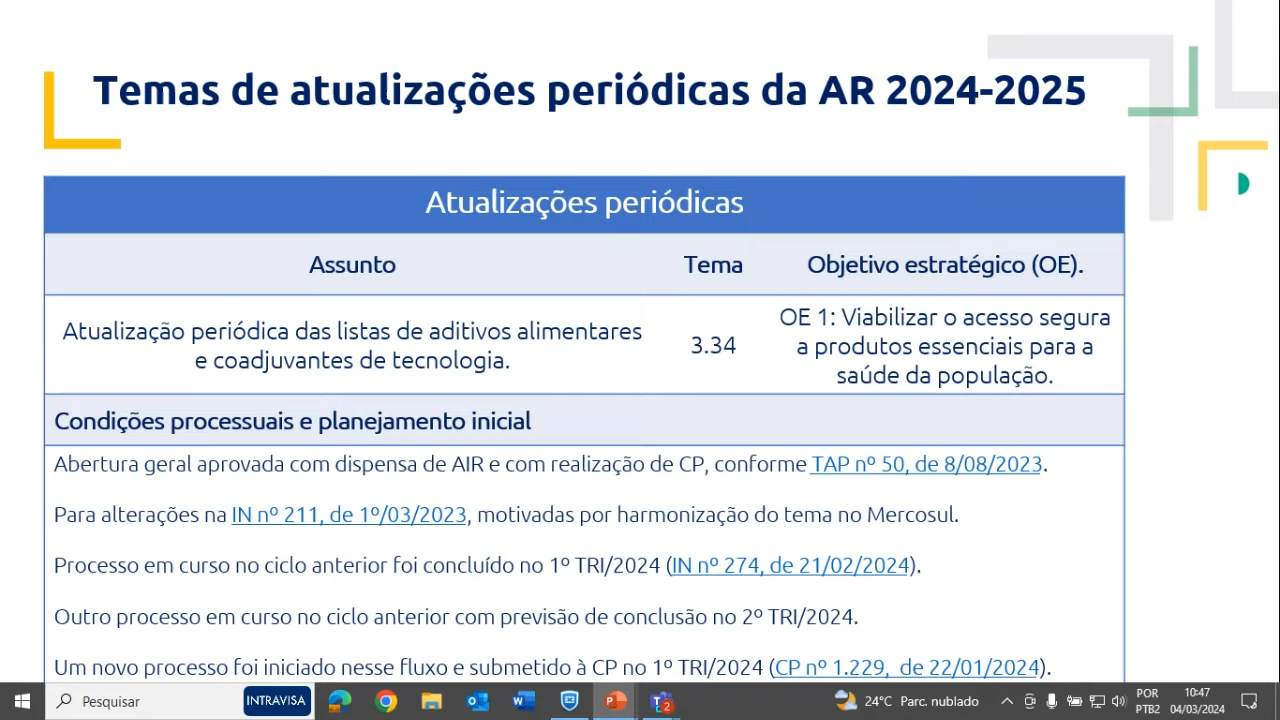 Temas de atualizações periódicas da AR 2024-2025
Atualizações periódicas
Assunto
Tema
Objetivo estratégico (OE).
Atualização periódica das listas de aditivos alimentares
e coadjuvantes de tecnologia.
3.34
OE 1: Viabilizar o acesso segura
a produtos essenciais para a
saúde da população.
Condições processuais e planejamento inicial
Abertura geral aprovada com dispensa de AIR e com realização de CP, conforme TAP nº 50, de 8/08/2023.
Para alterações na IN nº 211, de 1º/03/2023, motivadas por harmonização do tema no Mercosul.
Processo em curso no ciclo anterior foi concluído no 1º TRI/2024 (IN nº 274, de 21/02/2024).
Outro processo em curso no ciclo anterior com previsão de conclusão no 2º TRI/2024.
Um novo processo foi iniciado nesse fluxo e submetido à CP no 1º TRI/2024 (CP nº 1.229, de 22/01/2024).
Pesquisar
INTRAVISA
2
24°C Parc. nublado
POR
PTB2
10:47
04/03/2024